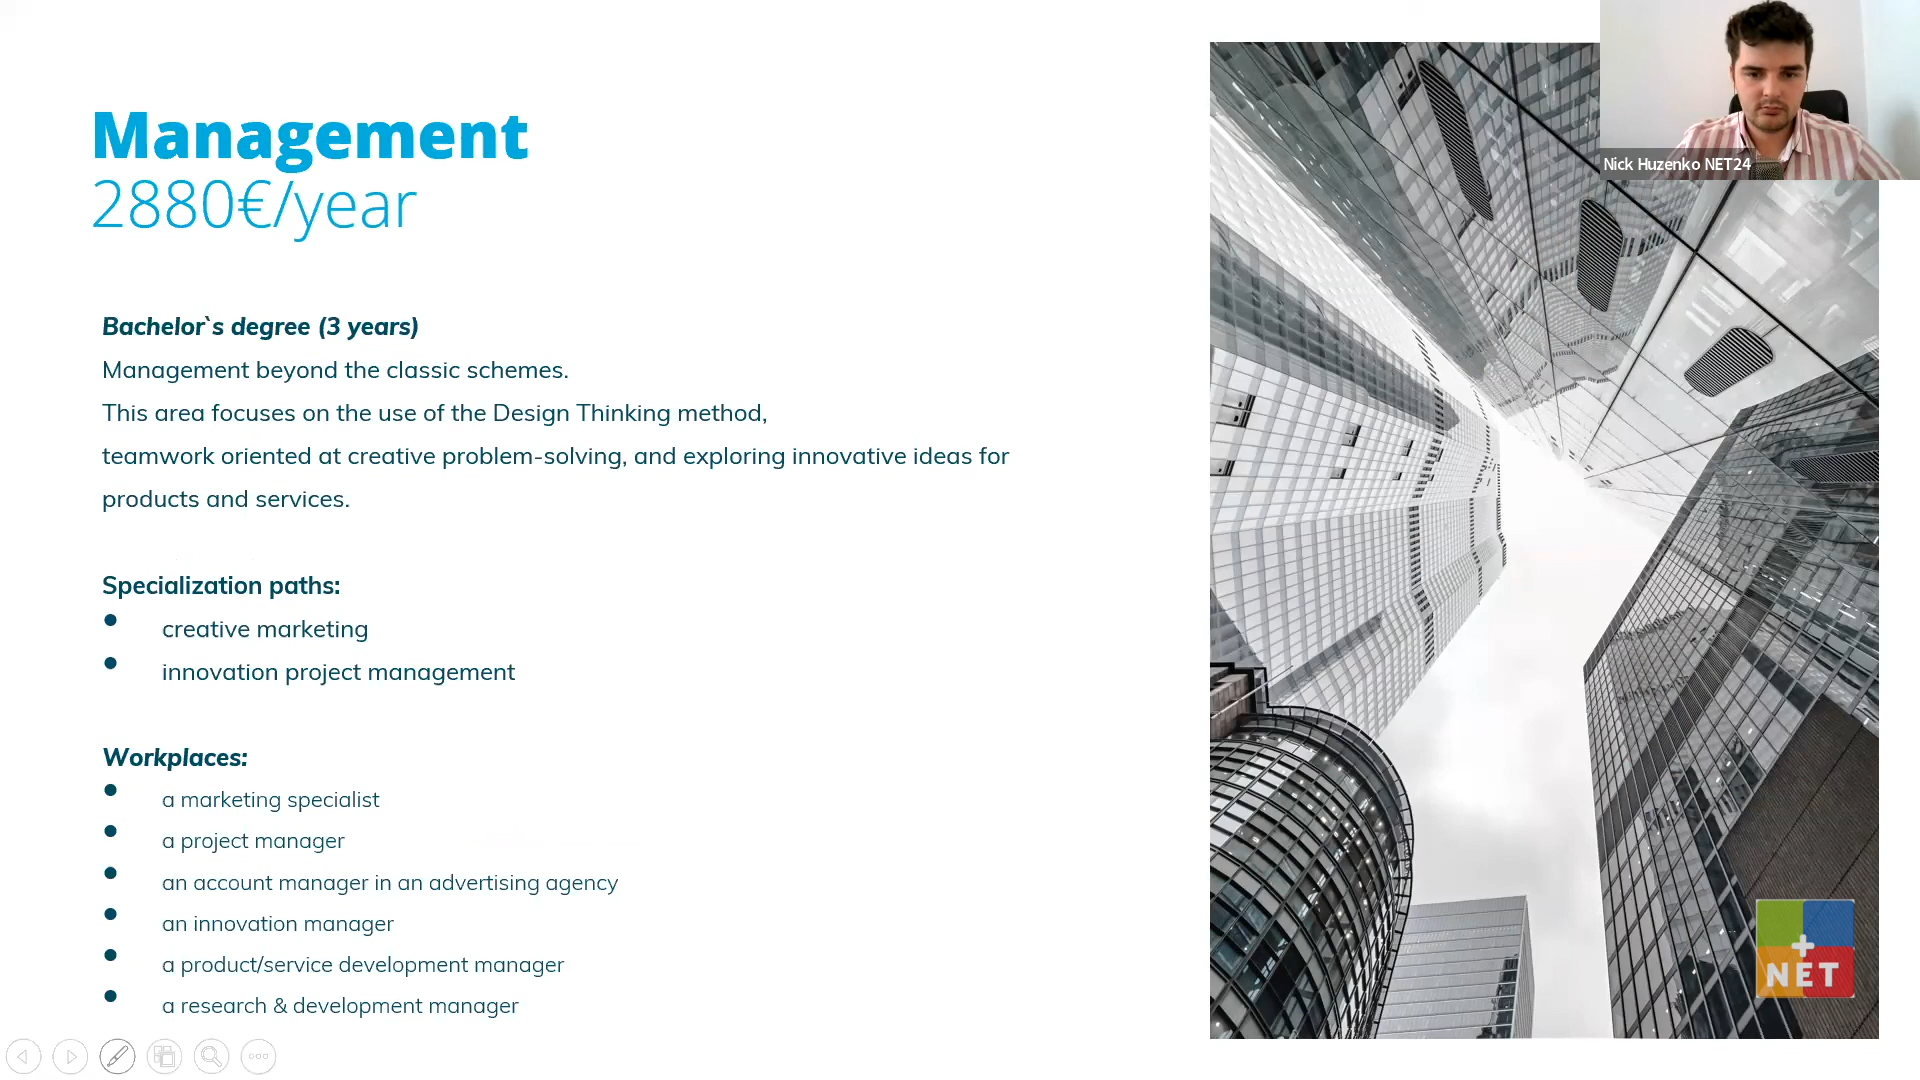 Management
2880€/year
Bachelor`s degree (3 years)
Management beyond the classic schemes.
This area focuses on the use of the Design Thinking method,
teamwork oriented at creative problem-solving, and exploring innovative ideas for
products and services.
Specialization paths:
creative marketing
innovation project management
Workplaces:
a marketing specialist
a project manager
an account manager in an advertising agency
an innovation manager
a product/service development manager
a research & development manager
Nick Huzenko NET24
+
NET